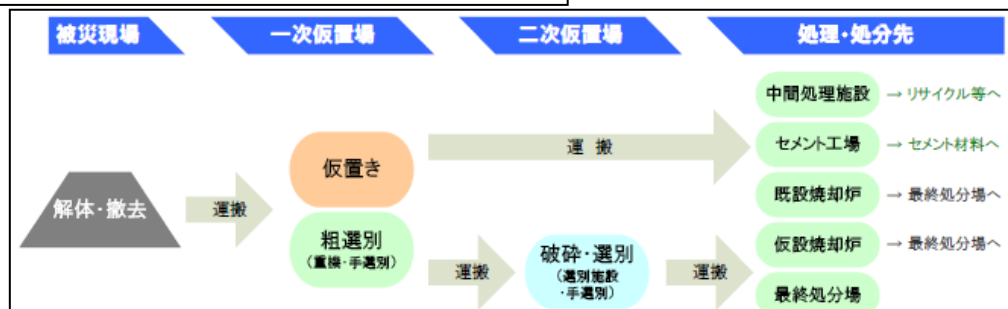 被災現場
一次仮置場
二次仮置場
処理・処分先
解体・撤去
運搬
仮置き
粗選別
（重機・手選別）
運 搬
運搬
破砕・選別
（選別施設
・手選別）
運搬
中間処理施設 → リサイクル等へ
セメント工場 → セメント材料へ
既設焼却炉 → 最終処分場へ
仮設焼却炉 → 最終処分場へ
最終処分場